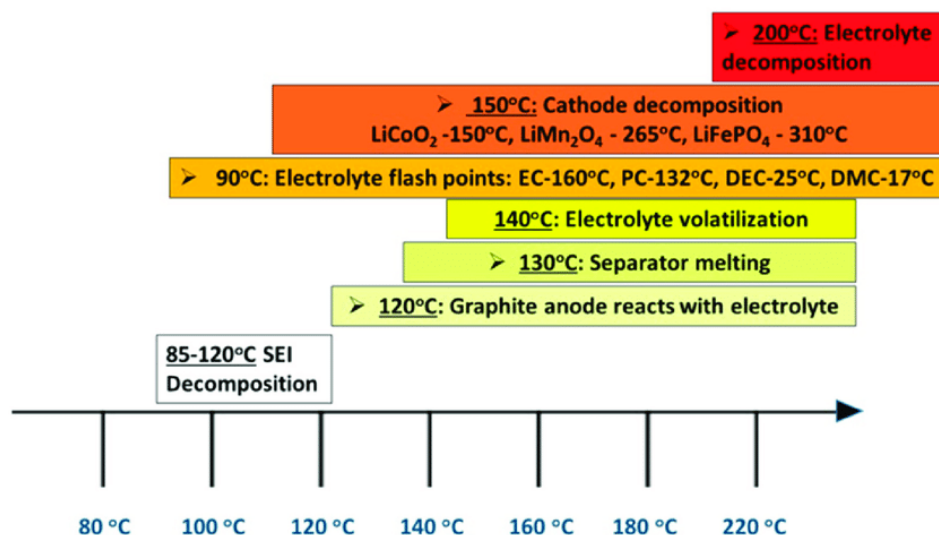 ➢ 200°C: Electrolyte
decomposition
➢ 150°C: Cathode decomposition
LiCoO₂ -150°C, LiMn₂O₄ - 265°C, LiFePO₄ - 310°C
➢ 90°C: Electrolyte flash points: EC-160°C, PC-132°C, DEC-25°C, DMC-17°C
140°C: Electrolyte volatilization
➢ 130°C: Separator melting
➢ 120°C: Graphite anode reacts with electrolyte
85-120°C SEI
Decomposition
80 °C 100 °C 120 °C 140 °C 160 °C 180 °C 220 °C